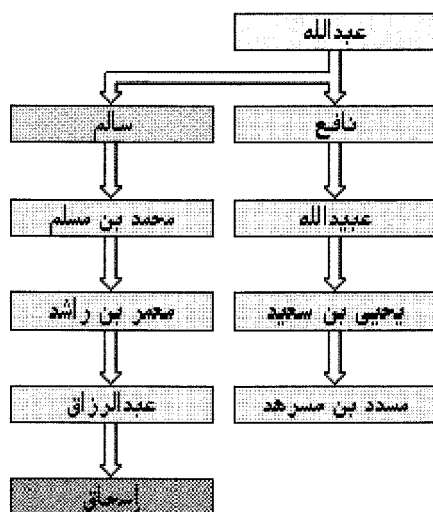 عبدالله
نافع
سالم
عبيدالله
محمد بن مسلم
يحيى بن سعيد
معمر بن راشد
مسدد بن مسرهد
عبدالرزاق
إسحاق